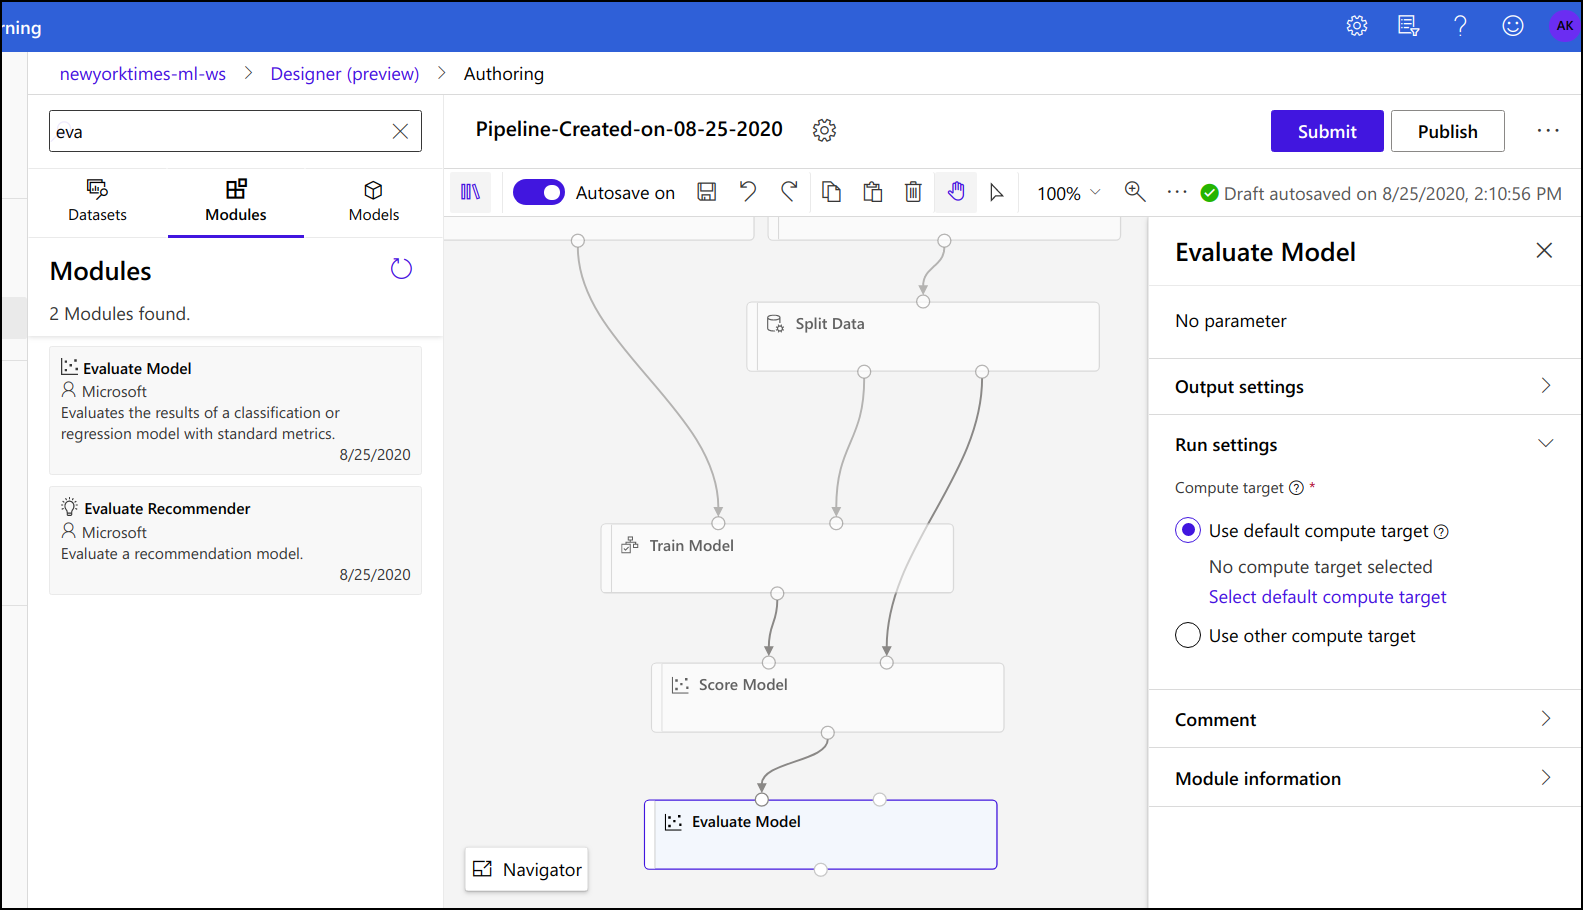 rning
AK
newyorktimes-ml-ws > Designer (preview) > Authoring
eva
Datasets
Modules
Models
Modules
2 Modules found.
Evaluate Model
Microsoft
Evaluates the results of a classification or
regression model with standard metrics.
8/25/2020
Evaluate Recommender
Microsoft
Evaluate a recommendation model.
8/25/2020
Pipeline-Created-on-08-25-2020
Submit
Publish
Autosave on
100%
Draft autosaved on 8/25/2020, 2:10:56 PM
Split Data
Train Model
Score Model
Evaluate Model
Navigator
Evaluate Model
No parameter
Output settings
Run settings
Compute target ? *
Use default compute target ?
No compute target selected
Select default compute target
Use other compute target
Comment
Module information